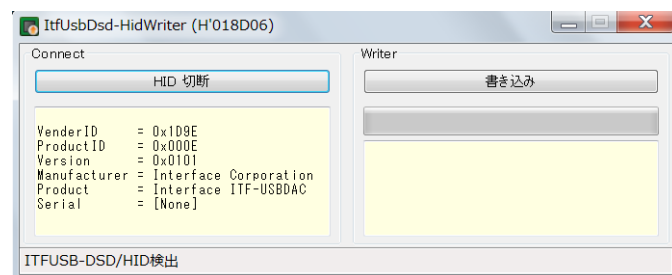 ItfUsbDsd-HidWriter (H'018D06)
Connect
HID 切断
VenderID = 0x1D9E
ProductID = 0x000E
Version = 0x0101
Manufacturer = Interface Corporation
Product = Interface ITF-USBDAC
Serial = [None]
Writer
書き込み
ITFUSB-DSD/HID検出